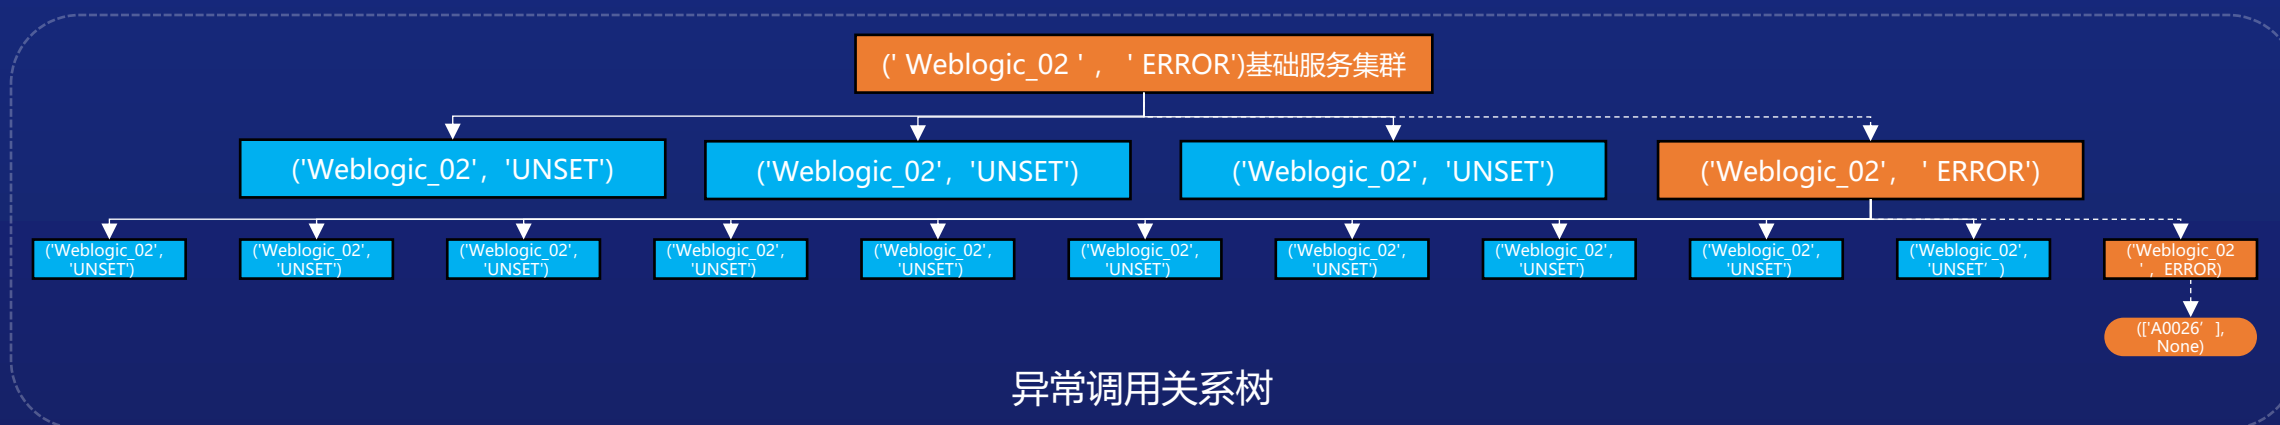 (' Weblogic_02 ' ， ' ERROR')基础服务集群
('Weblogic_02'，'UNSET')
('Weblogic_02'，'UNSET')
('Weblogic_02'，'UNSET')
('Weblogic_02'， ' ERROR')
('Weblogic_02',
'UNSET')
('Weblogic_02',
'UNSET')
('Weblogic_02',
'UNSET')
('Weblogic_02',
'UNSET')
('Weblogic_02',
'UNSET')
('Weblogic_02',
'UNSET')
('Weblogic_02',
'UNSET')
('Weblogic_02',
'UNSET')
('Weblogic_02',
'UNSET')
('Weblogic_02',
'UNSET’)
('Weblogic_02
' ，ERROR)
(['A0026’],
None)
异常调用关系树